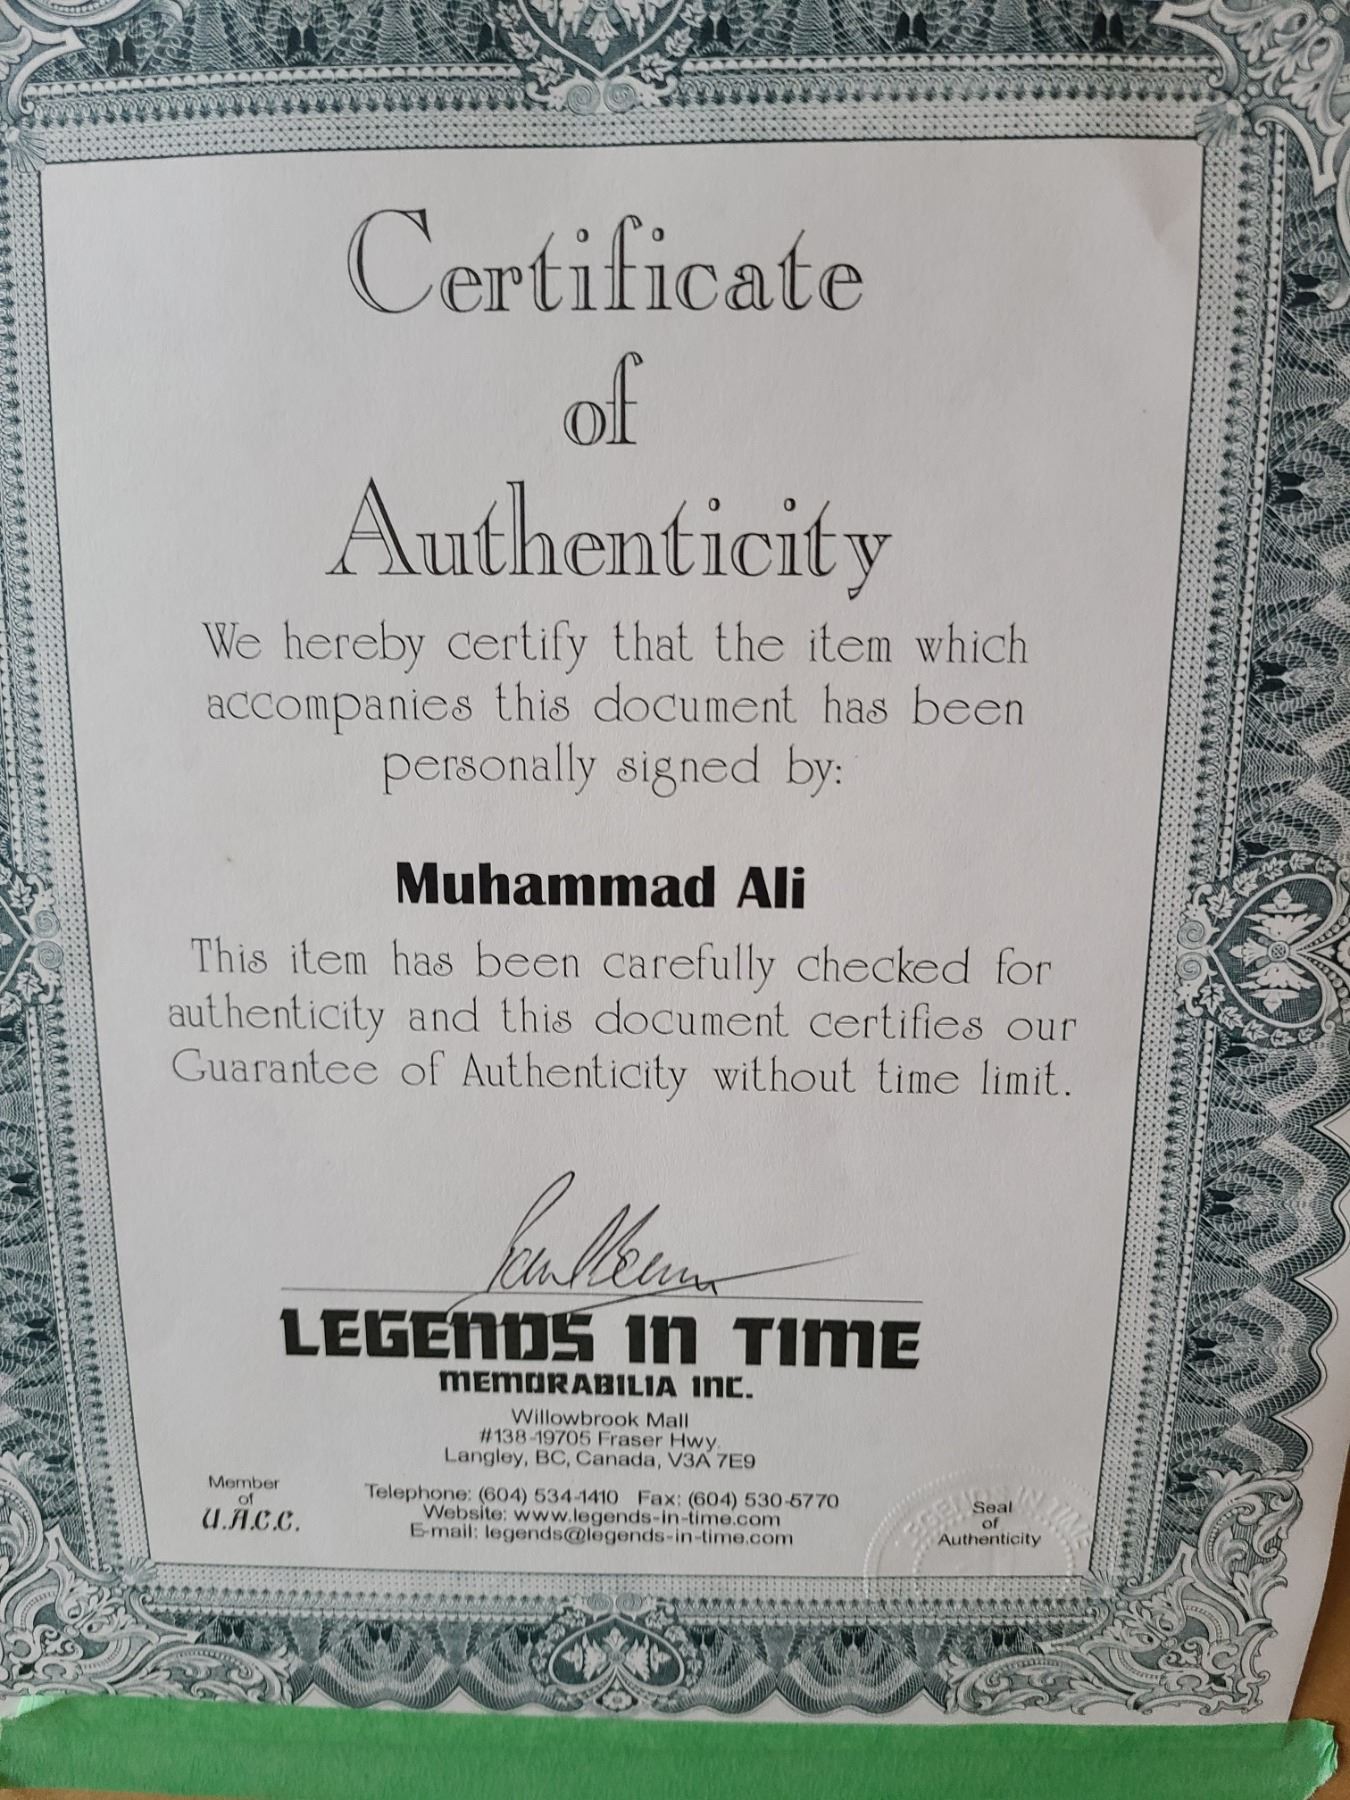 Certificate
of
Authenticity
We hereby certify that the item which
accompanies this document has been
personally signed by:
Muhammad Ali
This item has been carefully checked for
authenticity and this document certifies our
Guarantee of Authenticity without time limit.
LEGENDS IN TIME
MEMORABILIA INC.
Willowbrook Mall
#138-19705 Fraser Hwy.
Langley, BC, Canada, V3A 7E9
Telephone: (604) 534-1410 Fax: (604) 530-5770
Website: www.legends-in-time.com
E-mail: legends@legends-in-time.com
Member
of
U.A.C.C.
LEGENDS IN TIME
Seal
of
Authenticity